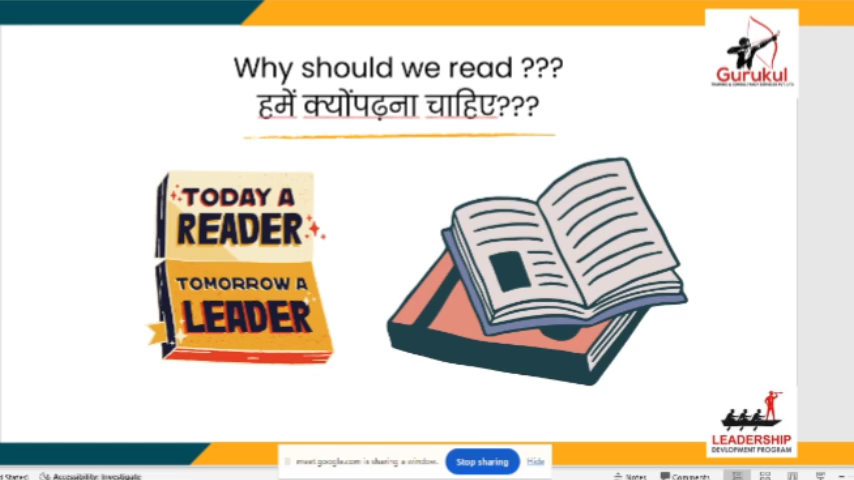 Why should we read ???
हमें क्योंपढ़ना चाहिए???
Gurukul
TODAY A
READER
TOMORROW A
LEADER
LEADERSHIP
DEVLOPMENT PROGRAM
meet.google.com is sharing a window.
Stop sharing
Hide
d States)
Accessibility: Investigate
Notes
Comments